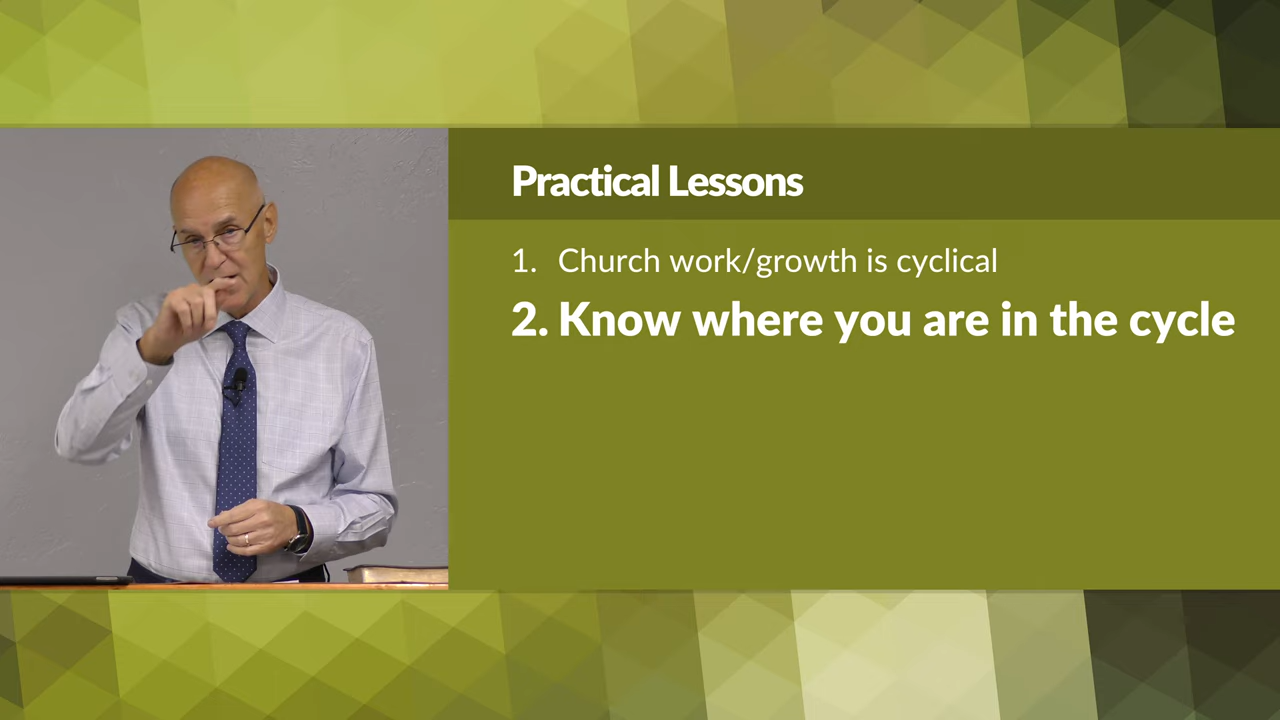 Practical Lessons
1. Church work/growth is cyclical
2. Know where you are in the cycle